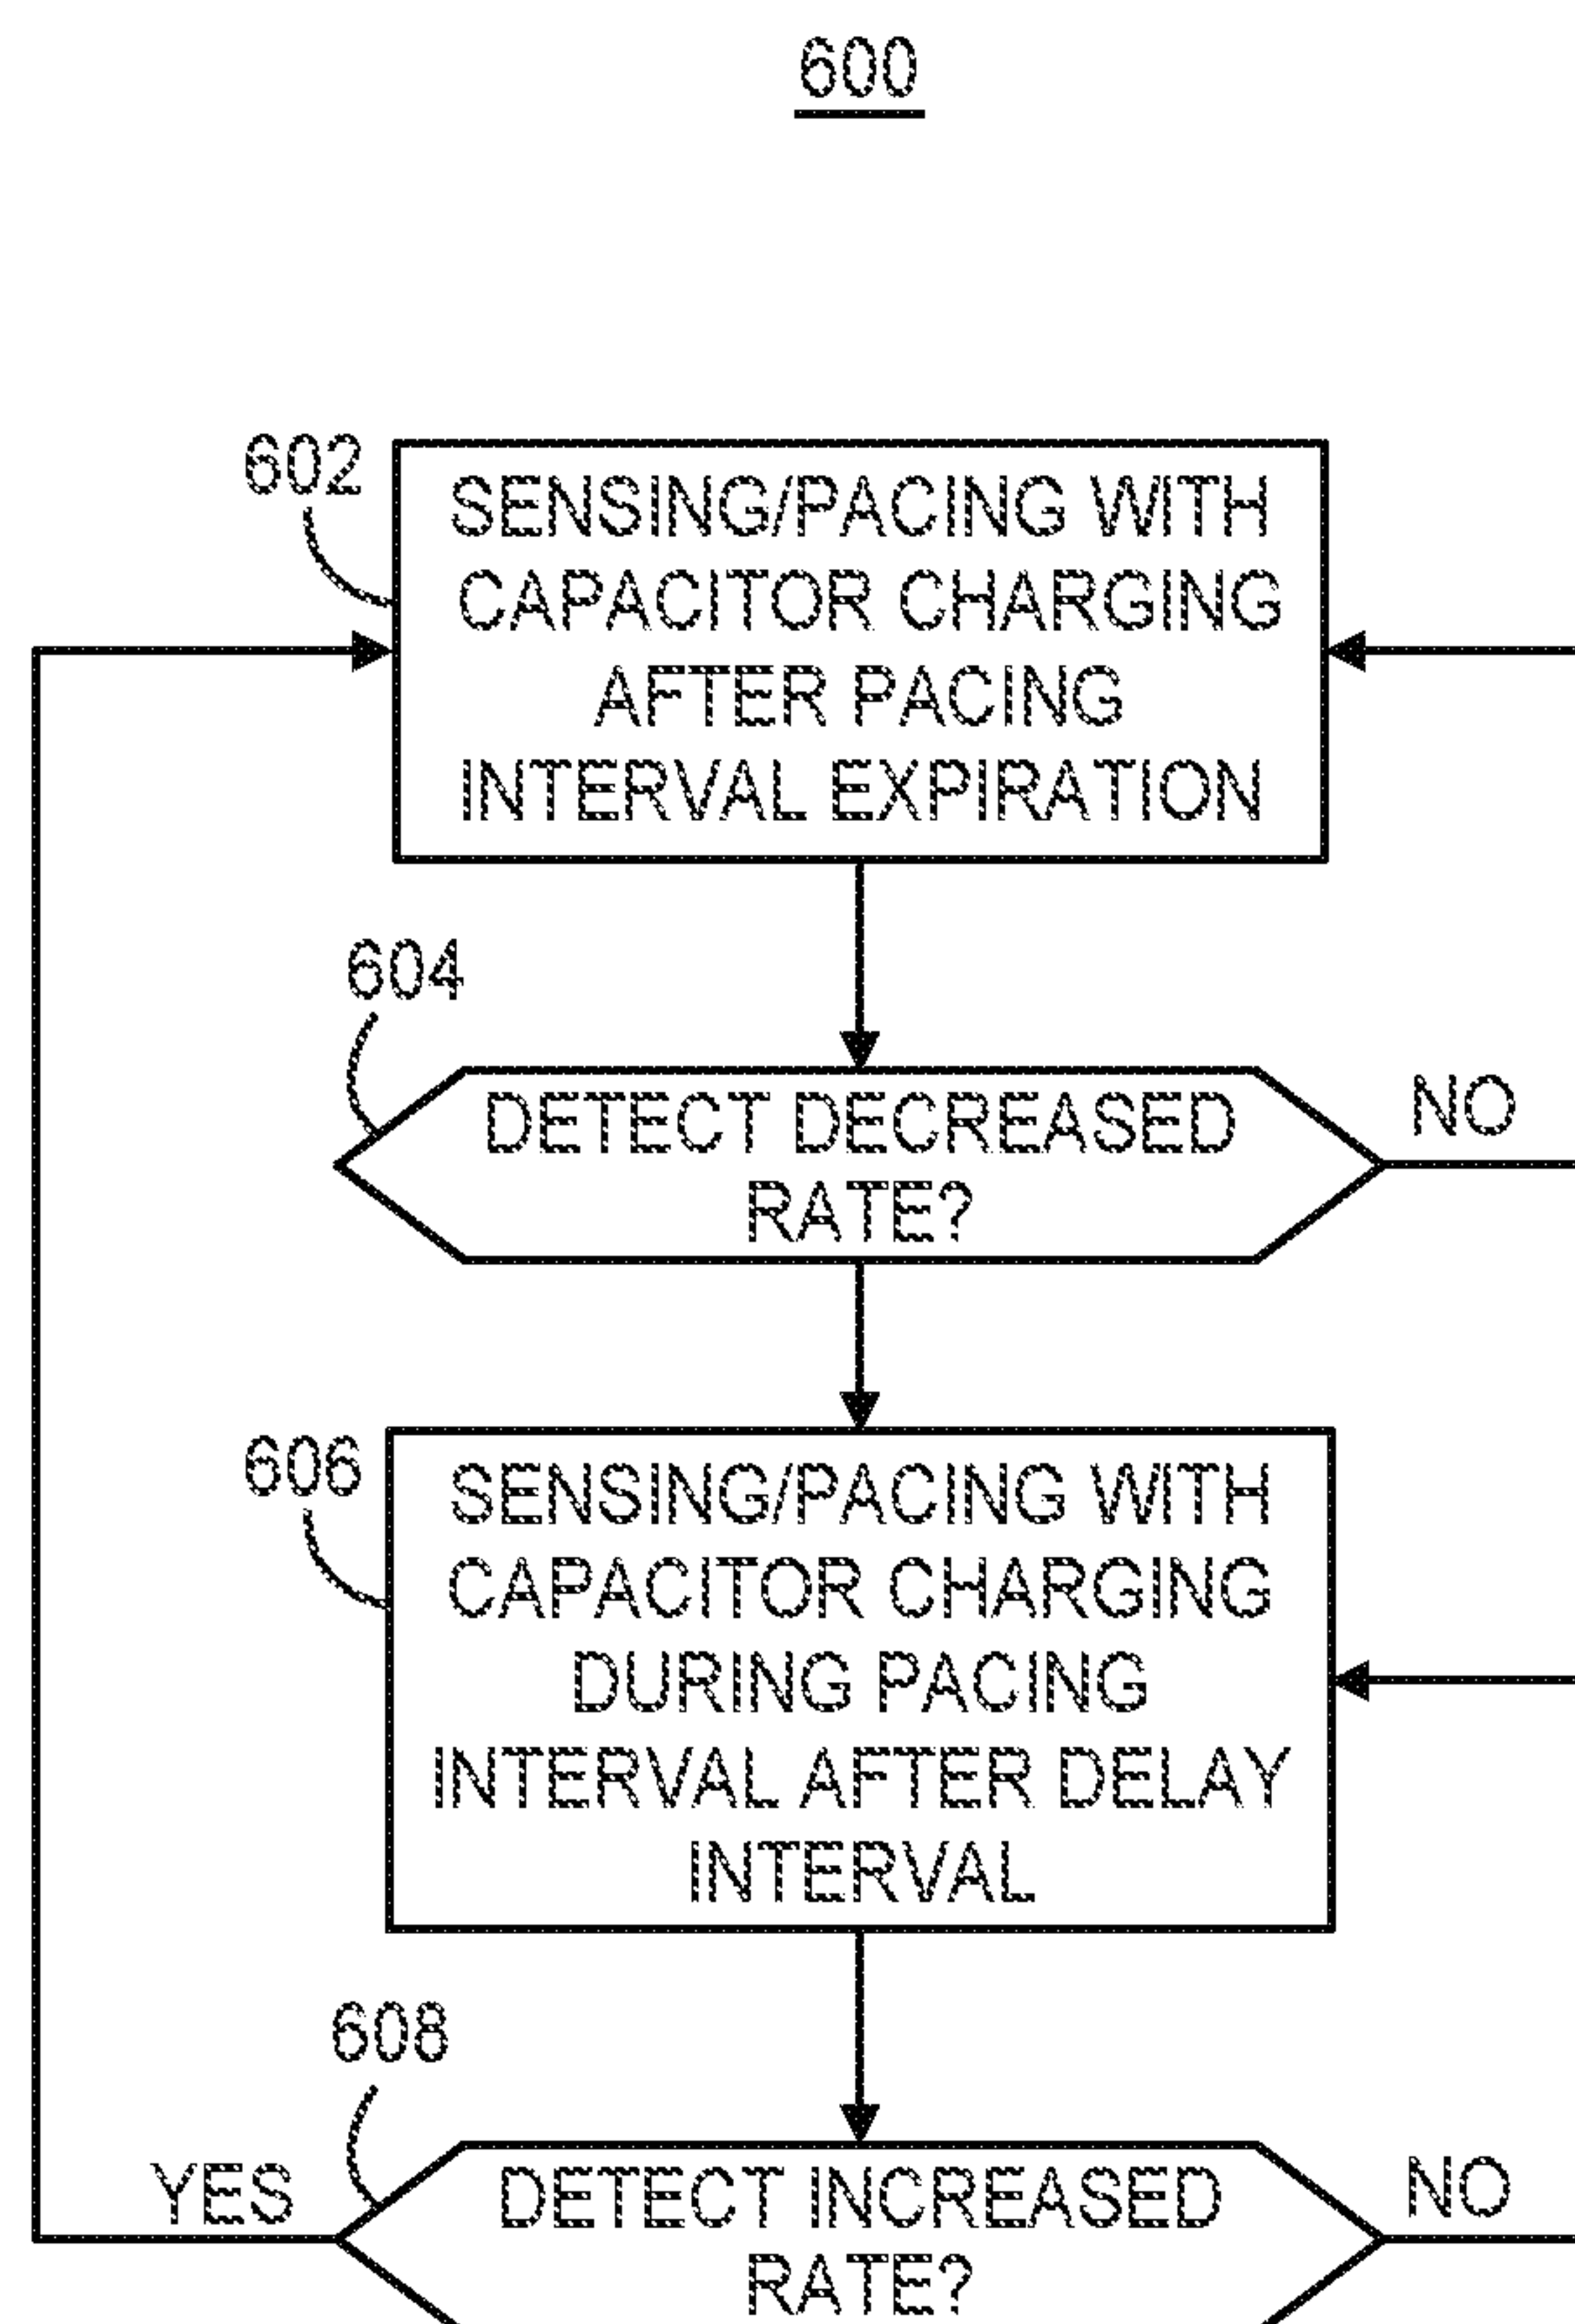 600
602
SENSING/PACING WITH
CAPACITOR CHARGING
AFTER PACING
INTERVAL EXPIRATION
604
DETECT DECREASED
RATE?
NO
606
SENSING/PACING WITH
CAPACITOR CHARGING
DURING PACING
INTERVAL AFTER DELAY
INTERVAL
608
YES
DETECT INCREASED
RATE?
NO